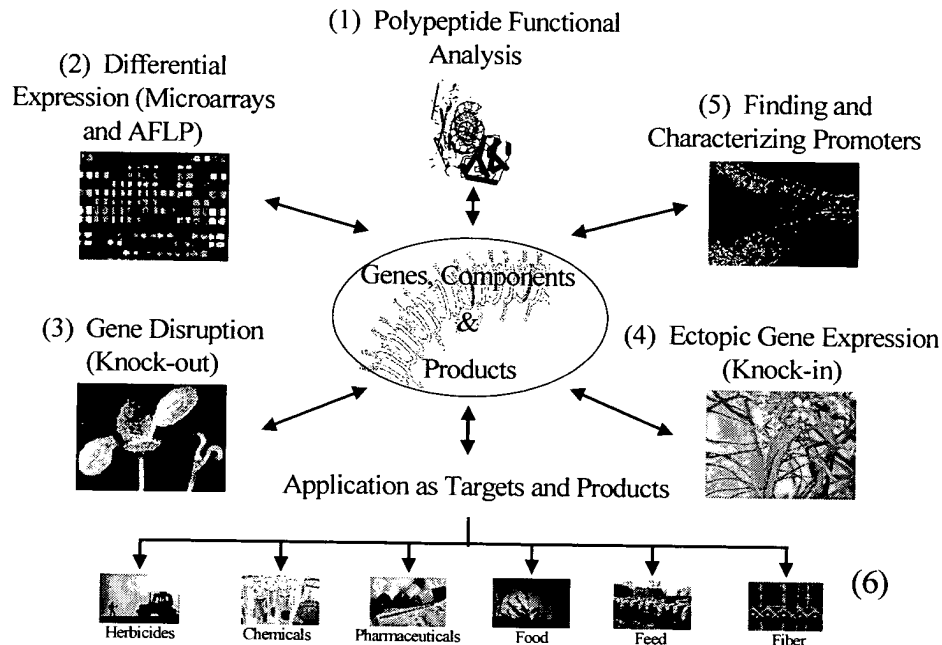 (1) Polypeptide Functional
Analysis
(2) Differential
Expression (Microarrays
and AFLP)
(5) Finding and
Characterizing Promoters
Genes, Components
&
Products
(3) Gene Disruption
(Knock-out)
(4) Ectopic Gene Expression
(Knock-in)
Application as Targets and Products
(6)
Herbicides
Chemicals
Pharmaceuticals
Food
Feed
Fiber